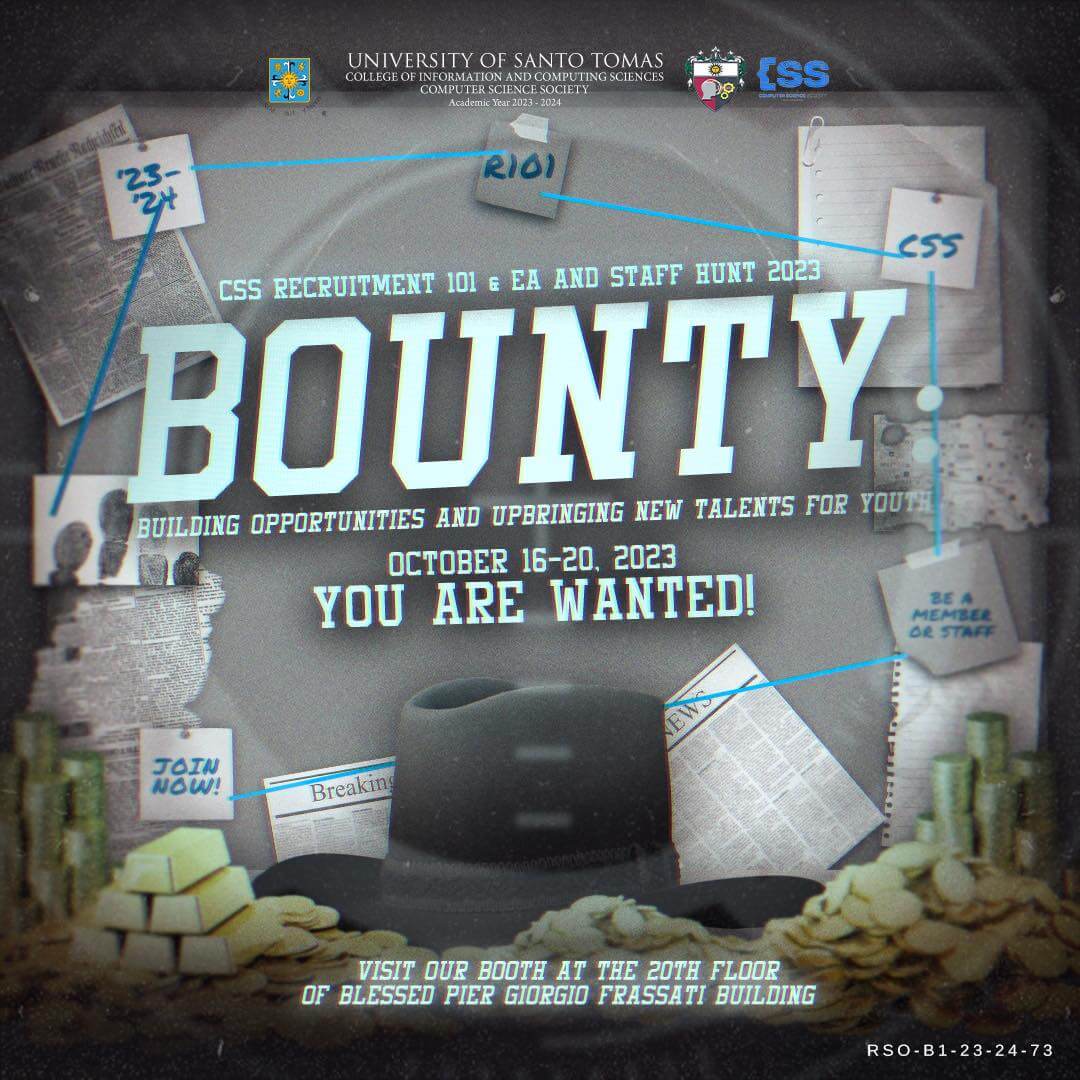 UNIVERSITY OF SANTO TOMAS
COLLEGE OF INFORMATION AND COMPUTING SCIENCES
COMPUTER SCIENCE SOCIETY
Academic Year 2023 - 2024
CSS
COMPUTER SCIENCE SOCIETY
'23-
'24
R101
CSS
CSS RECRUITMENT 101 & EA AND STAFF HUNT 2023
BOUNTY:
BUILDING OPPORTUNITIES AND UPBRINGING NEW TALENTS FOR YOUTH
OCTOBER 16-20, 2023
YOU ARE WANTED!
BE A
MEMBER
OR STAFF
NEWS
JOIN
NOW!
Breaking
VISIT OUR BOOTH AT THE 20TH FLOOR
OF BLESSED PIER GIORGIO FRASSATI BUILDING
RSO-B1-23-24-73